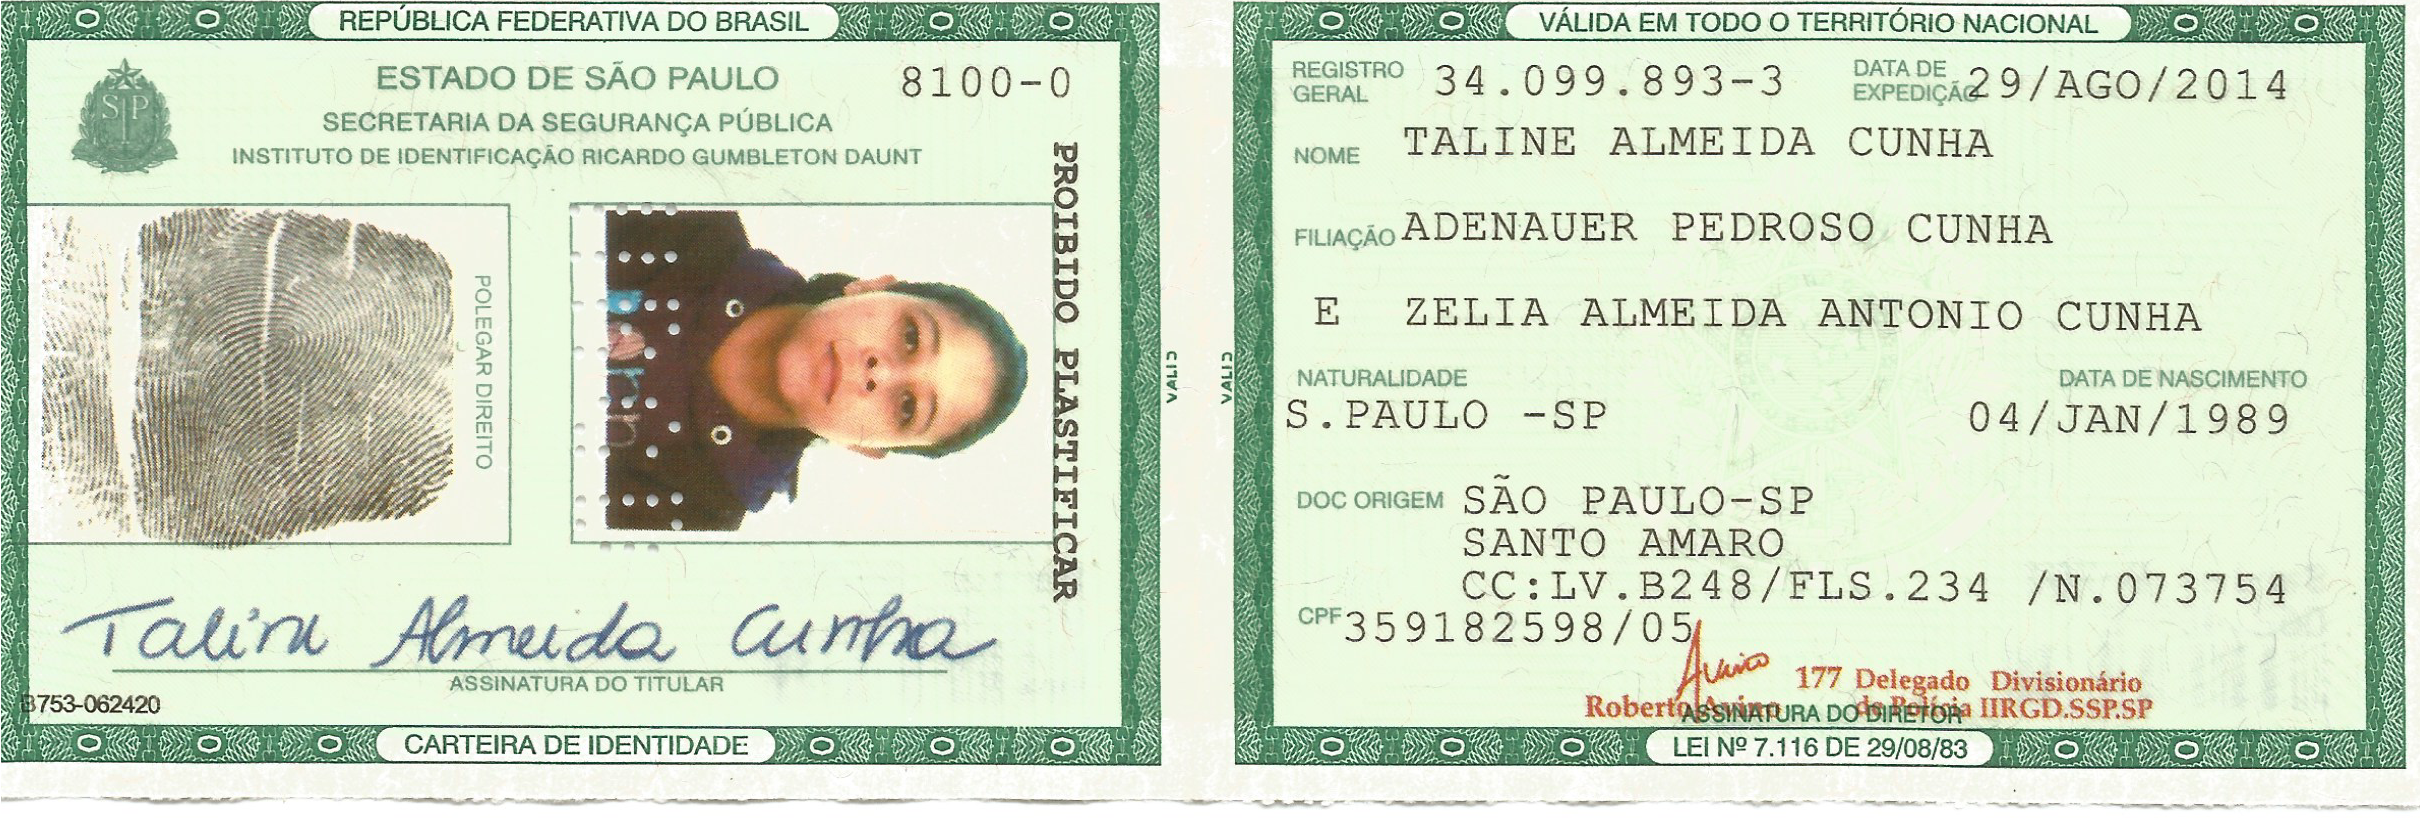 REPÚBLICA FEDERATIVA DO BRASIL
ESTADO DE SÃO PAULO
8100-0
SECRETARIA DA SEGURANÇA PÚBLICA
INSTITUTO DE IDENTIFICAÇÃO RICARDO GUMBLETON DAUNT
SP
POLEGAR DIREITO
PROIBIDO PLASTIFICAR
Taline Almeida Cunha
ASSINATURA DO TITULAR
B753-062420
CARTEIRA DE IDENTIDADE
VÁLIDA EM TODO O TERRITÓRIO NACIONAL
REGISTRO GERAL 34.099.893-3 DATA DE EXPEDIÇÃO 29/AGO/2014
NOME TALINE ALMEIDA CUNHA
FILIAÇÃO ADENAUER PEDROSO CUNHA
E ZELIA ALMEIDA ANTONIO CUNHA
NATURALIDADE DATA DE NASCIMENTO
S.PAULO -SP 04/JAN/1989
DOC ORIGEM SÃO PAULO-SP
SANTO AMARO
CC:LV.B248/FLS.234 /N.073754
CPF 359182598/05
177 Delegado Divisionário
Roberto Avino de Polícia IIRGD.SSP.SP
ASSINATURA DO DIRETOR
LEI Nº 7.116 DE 29/08/83